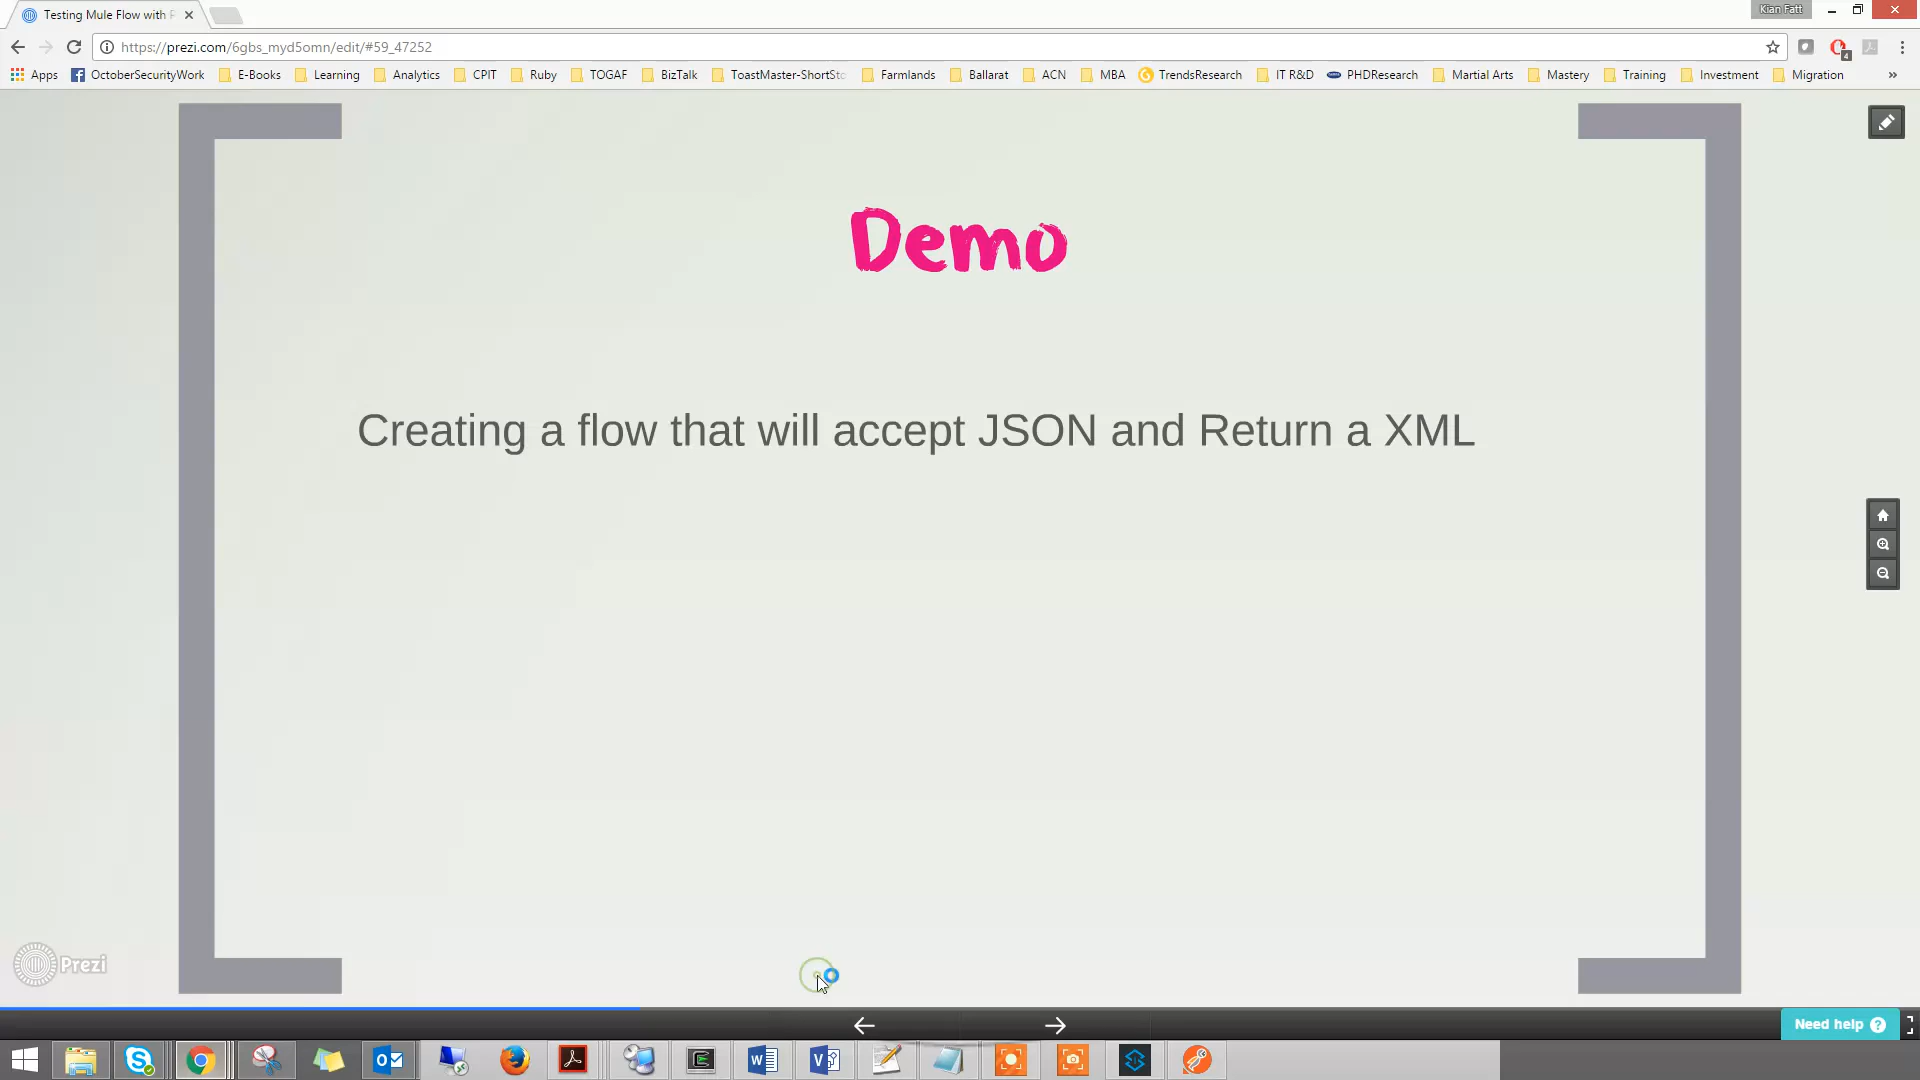 Testing Mule Flow with
Kian Fatt
https://prezi.com/6gbs_myd5omn/edit/#59_47252
Apps OctoberSecurityWork E-Books Learning Analytics CPIT Ruby TOGAF BizTalk ToastMaster-ShortSto Farmlands Ballarat ACN MBA TrendsResearch IT R&D PHDResearch Martial Arts Mastery Training Investment Migration »
4
Demo
Creating a flow that will accept JSON and Return a XML
Prezi
Need help ?